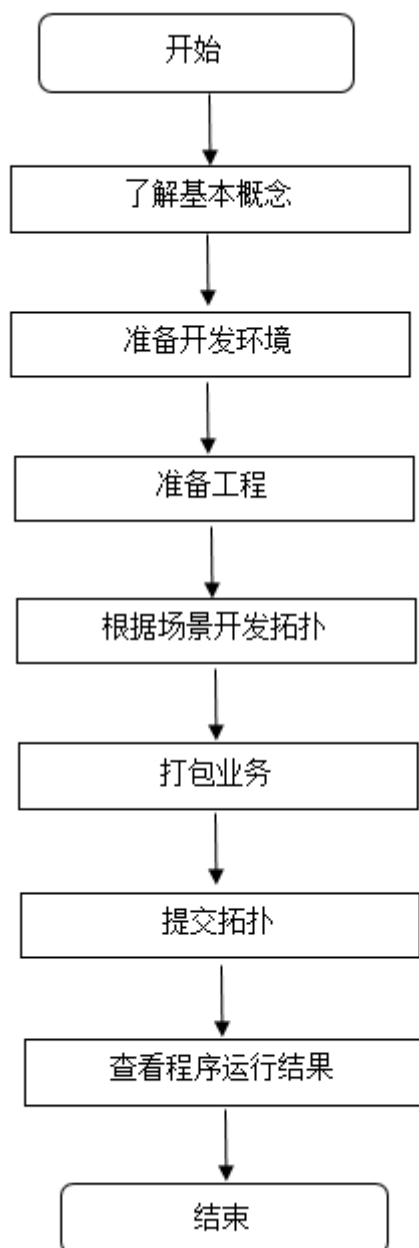 开始
了解基本概念
准备开发环境
准备工程
根据场景开发拓扑
打包业务
提交拓扑
查看程序运行结果
结束